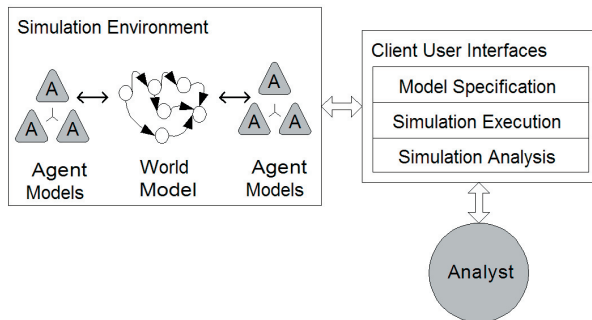 Simulation Environment
A
A A
Agent
Models
World
Model
A
A A
Agent
Models
Client User Interfaces
Model Specification
Simulation Execution
Simulation Analysis
Analyst